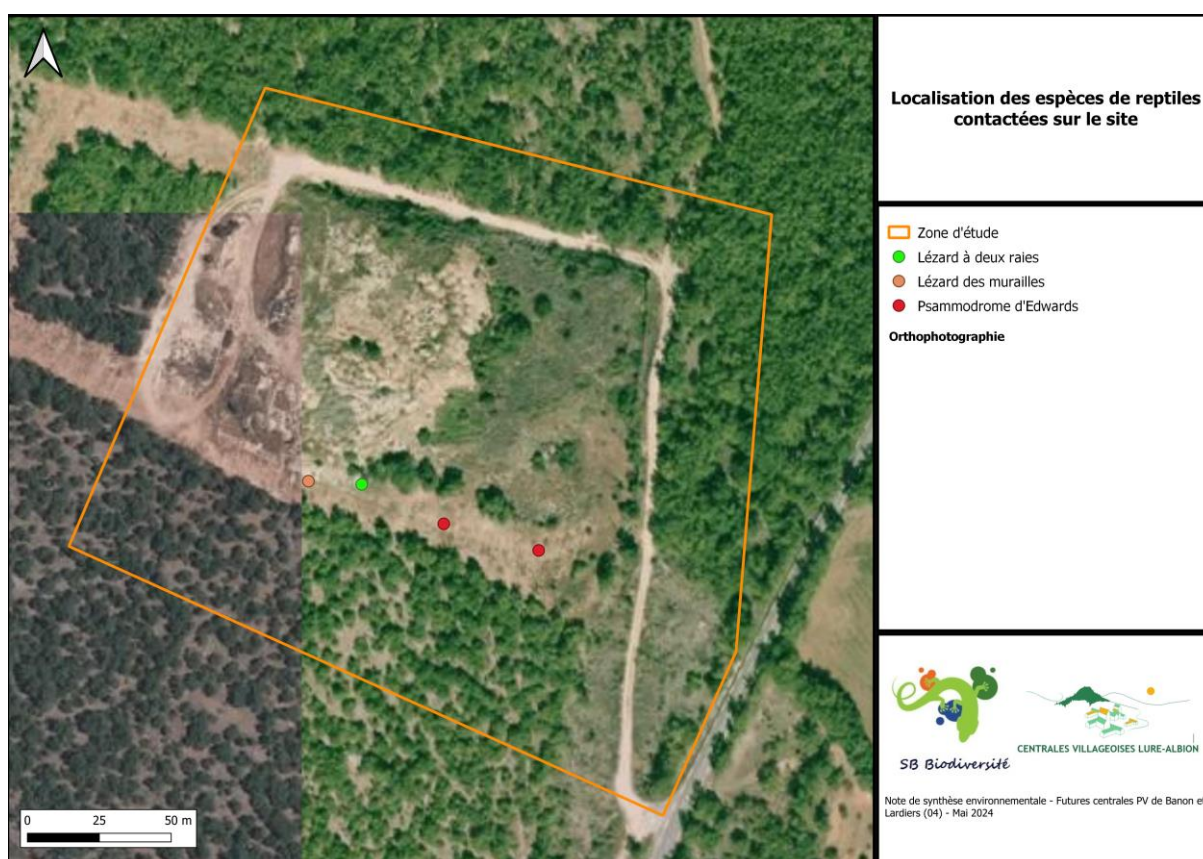 Localisation des espèces de reptiles
contactées sur le site
Zone d'étude
Lézard à deux raies
Lézard des murailles
Psammodrome d'Edwards
Orthophotographie
SB Biodiversité
CENTRALES VILLAGEOISES LURE-ALBION
Note de synthèse environnementale - Futures centrales PV de Banon et
Lardiers (04) - Mai 2024
0 25 50 m